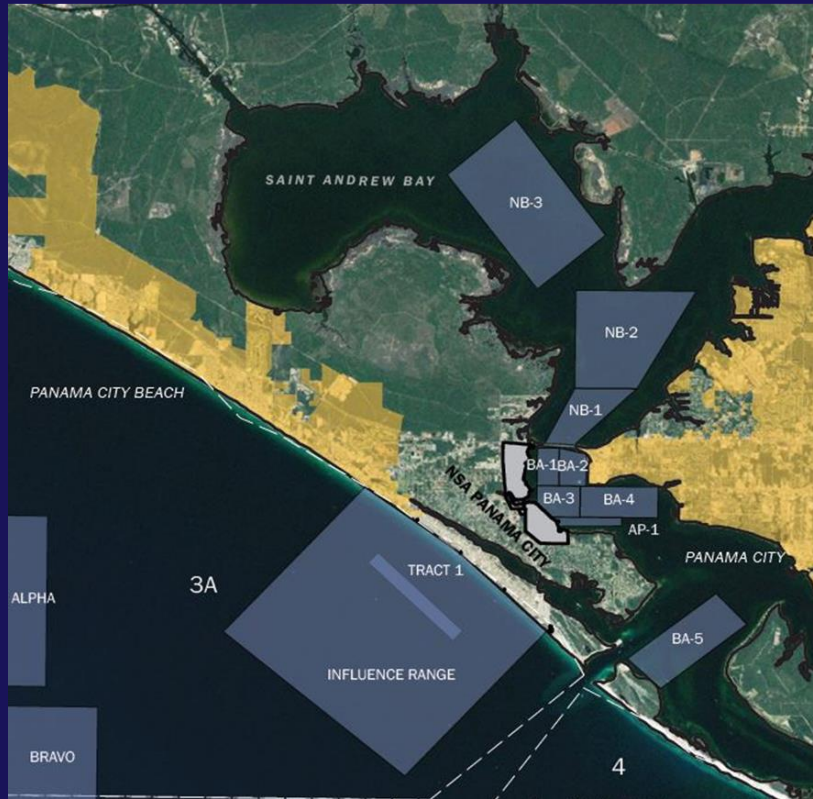 SAINT ANDREW BAY
NB-3
NB-2
PANAMA CITY BEACH
NB-1
BA-1
BA-2
NSA PANAMA CITY
BA-3
BA-4
AP-1
PANAMA CITY
TRACT 1
3A
ALPHA
BA-5
INFLUENCE RANGE
BRAVO
4